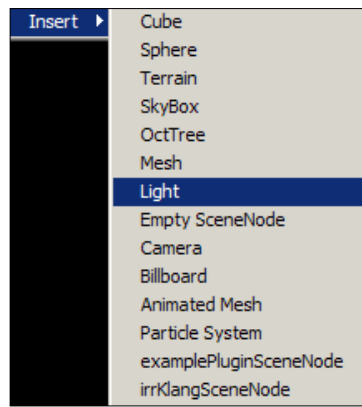 Insert
Cube
Sphere
Terrain
SkyBox
OctTree
Mesh
Light
Empty SceneNode
Camera
Billboard
Animated Mesh
Particle System
examplePluginSceneNode
irrKlangSceneNode